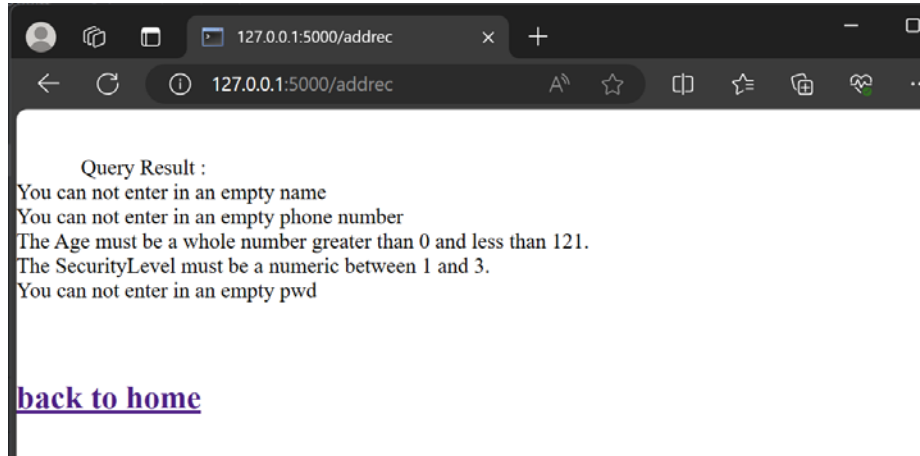 127.0.0.1:5000/addrec
127.0.0.1:5000/addrec
Query Result :
You can not enter in an empty name
You can not enter in an empty phone number
The Age must be a whole number greater than 0 and less than 121.
The SecurityLevel must be a numeric between 1 and 3.
You can not enter in an empty pwd
back to home